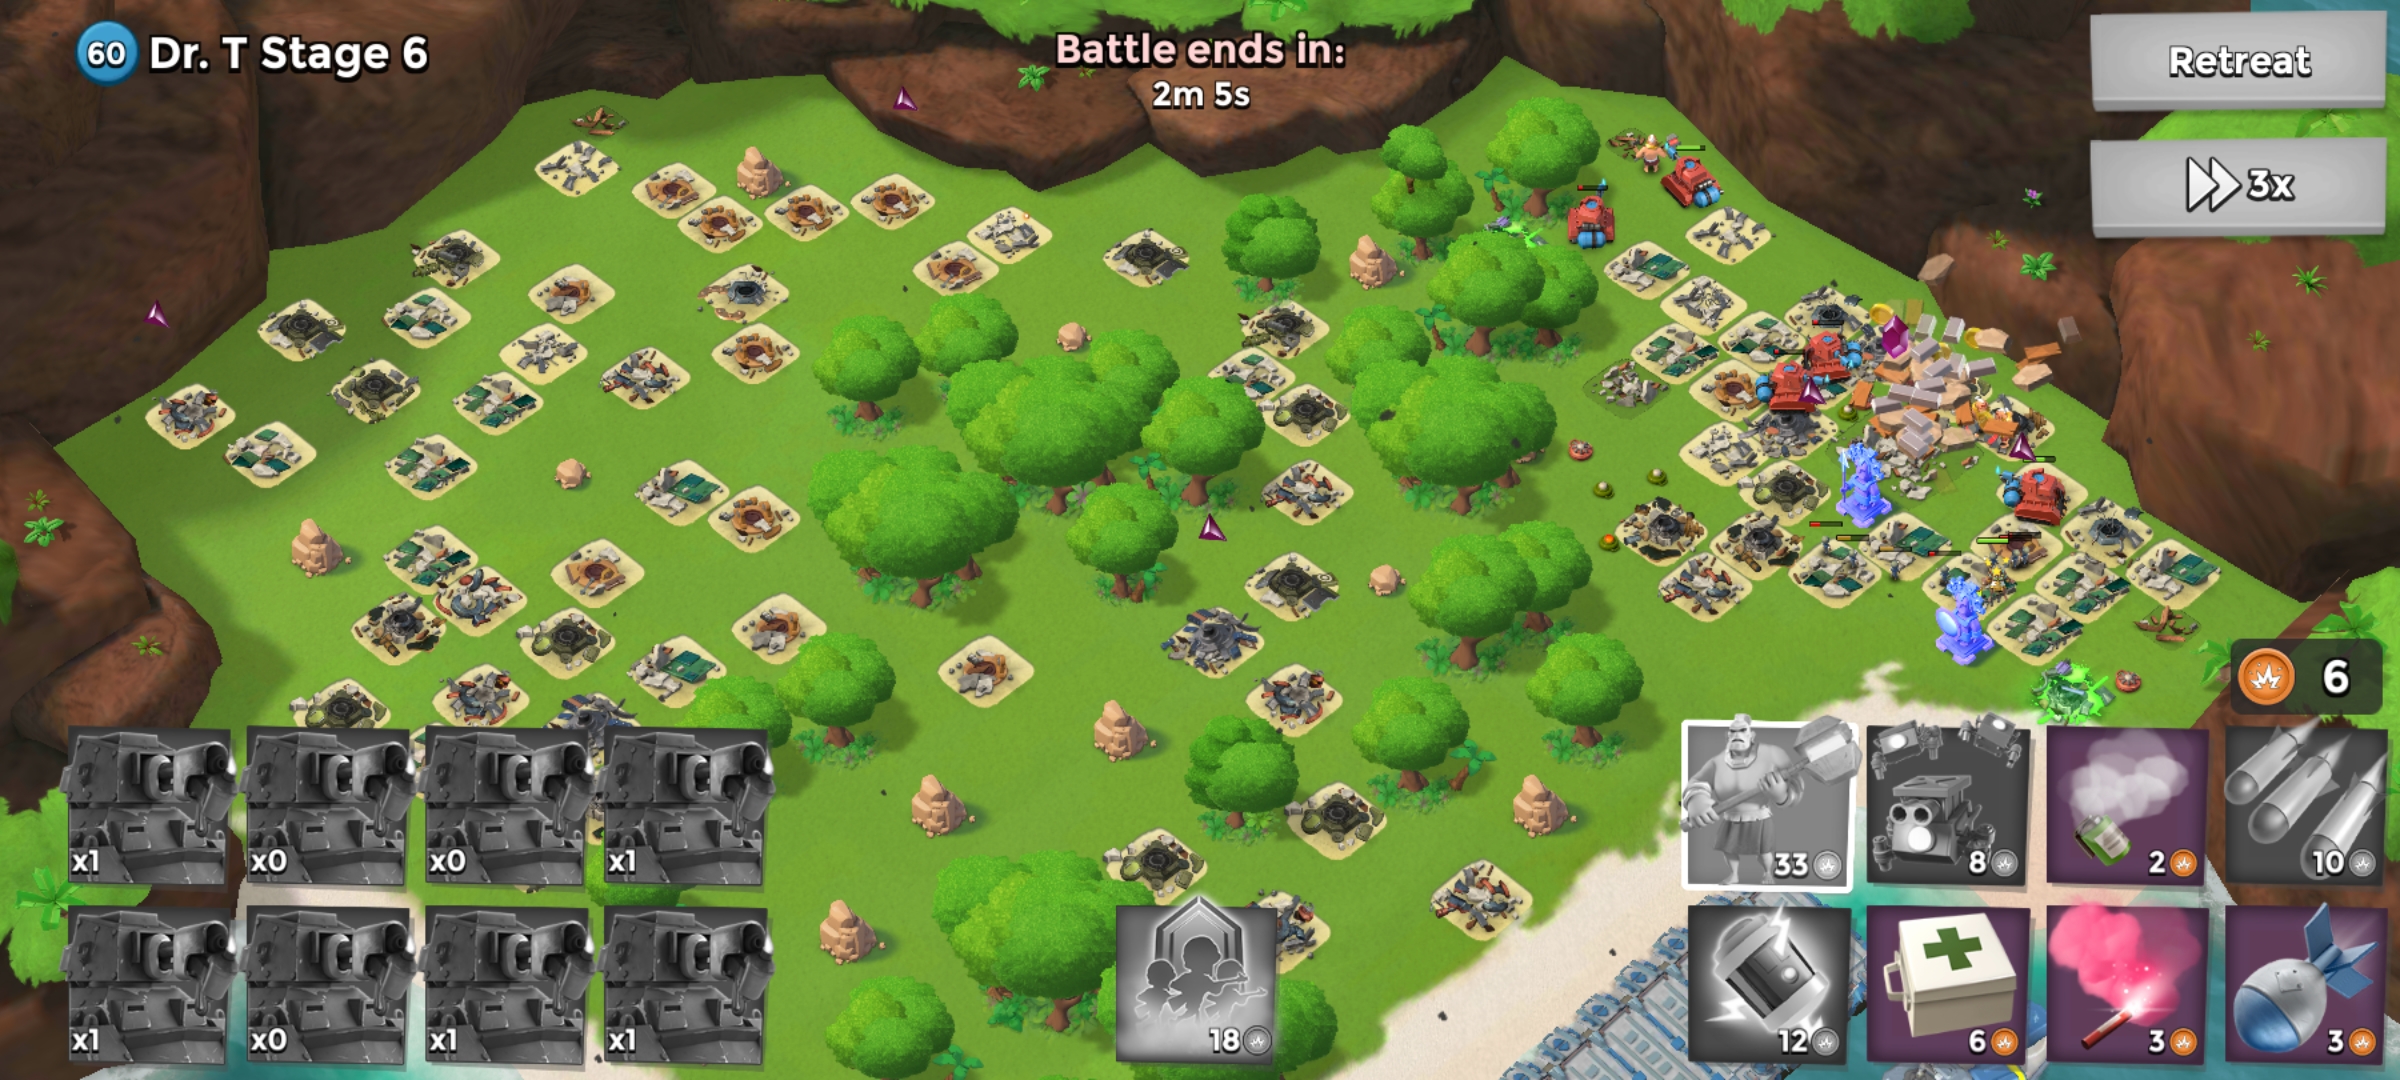 60 Dr. T Stage 6
Battle ends in:
2m 5s
Retreat
3x
6
x1
x0
x0
x1
33
8
2
10
x1
x0
x1
x1
18
12
6
3
3